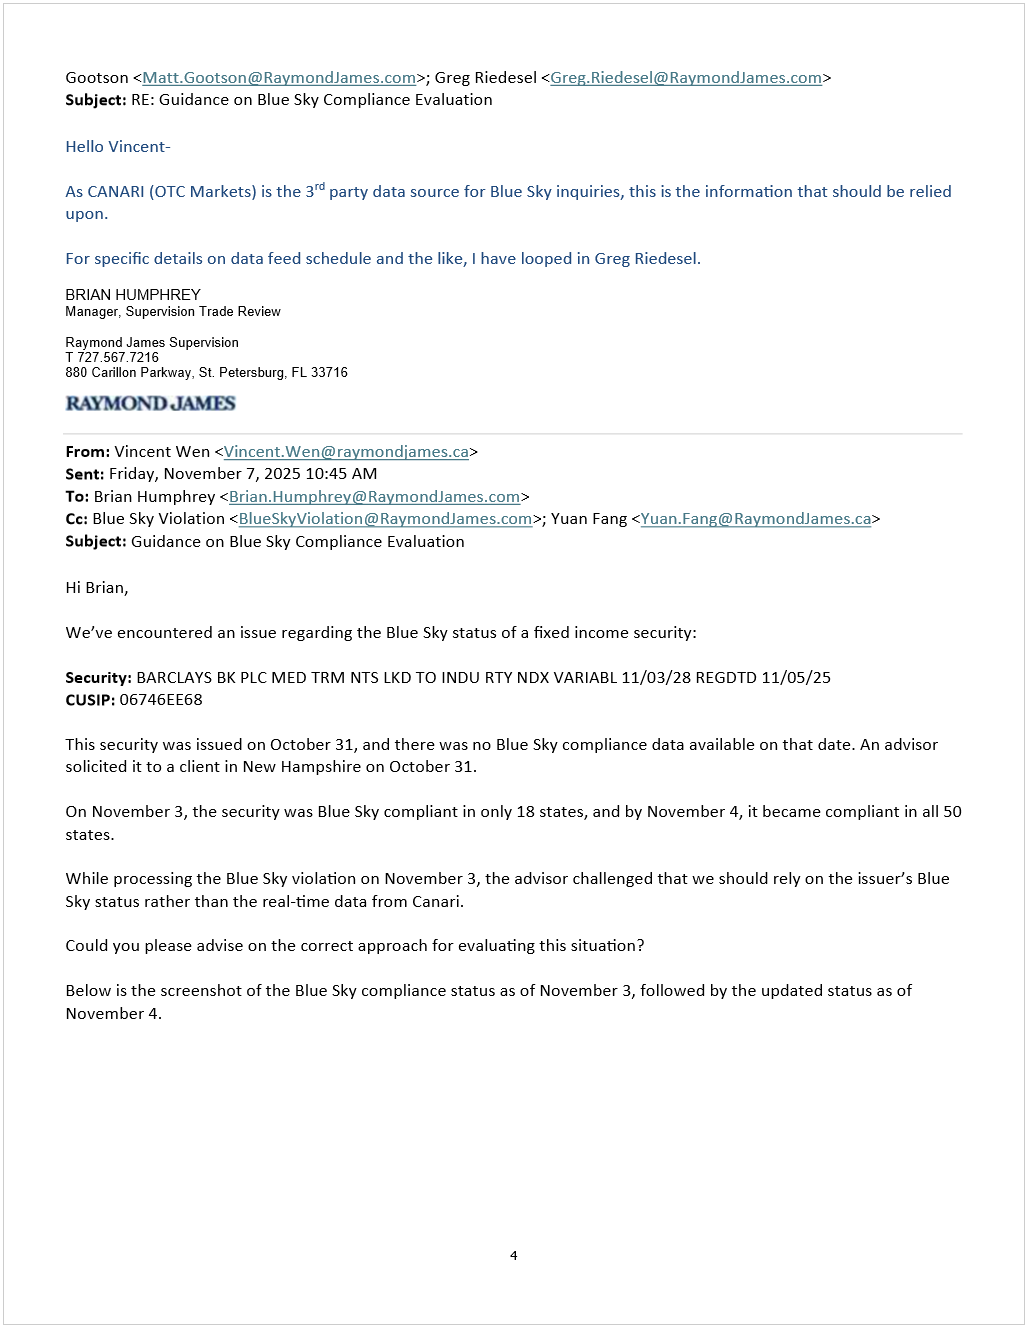 Gootson <Matt.Gootson@RaymondJames.com>; Greg Riedesel <Greg.Riedesel@RaymondJames.com>
Subject: RE: Guidance on Blue Sky Compliance Evaluation
Hello Vincent-
As CANARI (OTC Markets) is the 3rd party data source for Blue Sky inquiries, this is the information that should be relied
upon.
For specific details on data feed schedule and the like, I have looped in Greg Riedesel.
BRIAN HUMPHREY
Manager, Supervision Trade Review
Raymond James Supervision
T 727.567.7216
880 Carillon Parkway, St. Petersburg, FL 33716
RAYMOND JAMES
From: Vincent Wen <Vincent.Wen@raymondjames.ca>
Sent: Friday, November 7, 2025 10:45 AM
To: Brian Humphrey <Brian.Humphrey@RaymondJames.com>
Cc: Blue Sky Violation <BlueSkyViolation@RaymondJames.com>; Yuan Fang <Yuan.Fang@RaymondJames.ca>
Subject: Guidance on Blue Sky Compliance Evaluation
Hi Brian,
We’ve encountered an issue regarding the Blue Sky status of a fixed income security:
Security: BARCLAYS BK PLC MED TRM NTS LKD TO INDU RTY NDX VARIABL 11/03/28 REGDTD 11/05/25
CUSIP: 06746EE68
This security was issued on October 31, and there was no Blue Sky compliance data available on that date. An advisor
solicited it to a client in New Hampshire on October 31.
On November 3, the security was Blue Sky compliant in only 18 states, and by November 4, it became compliant in all 50
states.
While processing the Blue Sky violation on November 3, the advisor challenged that we should rely on the issuer’s Blue
Sky status rather than the real-time data from Canari.
Could you please advise on the correct approach for evaluating this situation?
Below is the screenshot of the Blue Sky compliance status as of November 3, followed by the updated status as of
November 4.
4